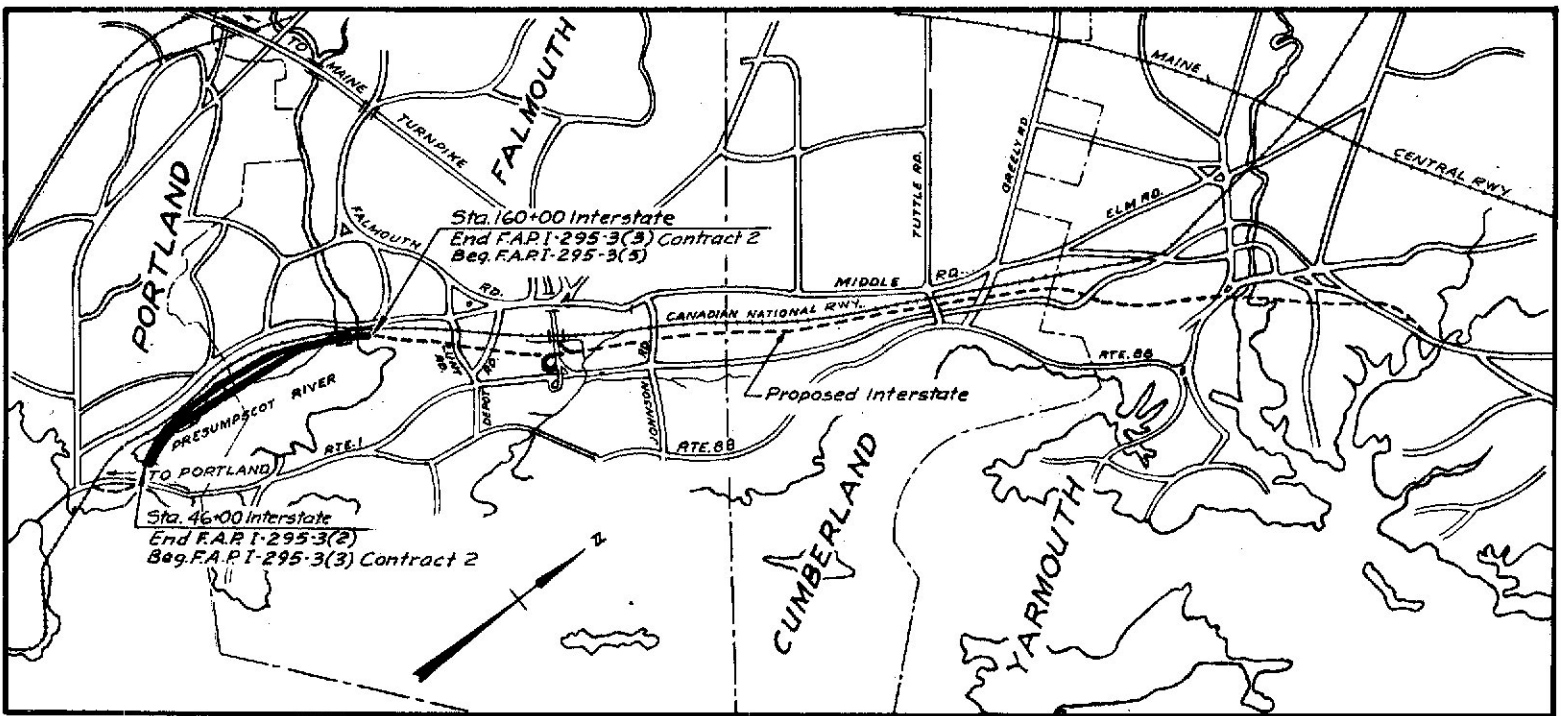 TO
MAINE
TURNPIKE
FALMOUTH
MAINE
CENTRAL RWY.
TUTTLE RD.
GREELY RD
ELM RD.
PORTLAND
FALMOUTH
RD.
Sta. 160+00 Interstate
End F.A.P. I-295-3(3) Contract 2
Beg. F.A.P. I-295-3(5)
MIDDLE
RD.
CANADIAN NATIONAL RWY.
RD.
DEPOT
RD
JOHNSON
RD
RTE. 88
Proposed Interstate
PRESUMPSCOT RIVER
RTE. 1
RTE. 88
TO PORTLAND
Sta. 46+00 Interstate
End F.A.P. I-295-3(2)
Beg. F.A.P. I-295-3(3) Contract 2
N
CUMBERLAND
YARMOUTH